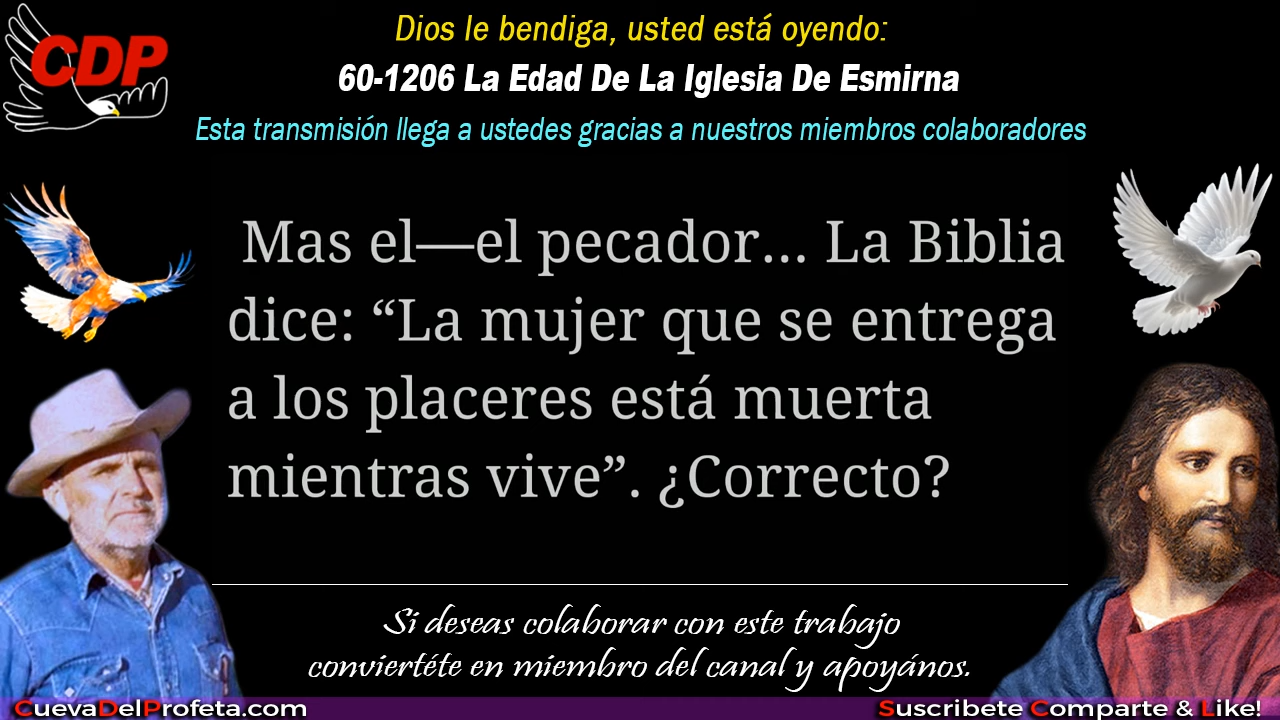 CDP
Dios le bendiga, usted está oyendo:
60-1206 La Edad De La Iglesia De Esmirna
Esta transmisión llega a ustedes gracias a nuestros miembros colaboradores
Mas el—el pecador… La Biblia
dice: “La mujer que se entrega
a los placeres está muerta
mientras vive”. ¿Correcto?
Si deseas colaborar con este trabajo
conviertéte en miembro del canal y apoyános.
CuevaDelProfeta.com
Suscribete Comparte & Like!